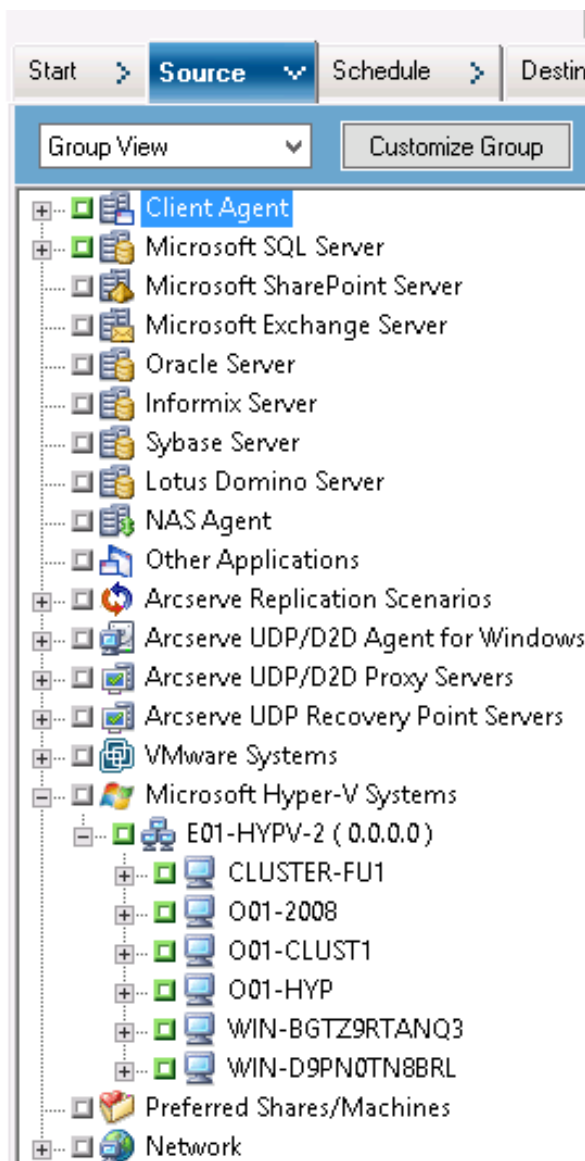 Start Source Schedule Destin
Group View Customize Group
Client Agent
Microsoft SQL Server
Microsoft SharePoint Server
Microsoft Exchange Server
Oracle Server
Informix Server
Sybase Server
Lotus Domino Server
NAS Agent
Other Applications
Arcserve Replication Scenarios
Arcserve UDP/D2D Agent for Windows
Arcserve UDP/D2D Proxy Servers
Arcserve UDP Recovery Point Servers
VMware Systems
Microsoft Hyper-V Systems
E01-HYPV-2 ( 0.0.0.0 )
CLUSTER-FU1
O01-2008
O01-CLUST1
O01-HYP
WIN-BGTZ9RTANQ3
WIN-D9PN0TN8BRL
Preferred Shares/Machines
Network